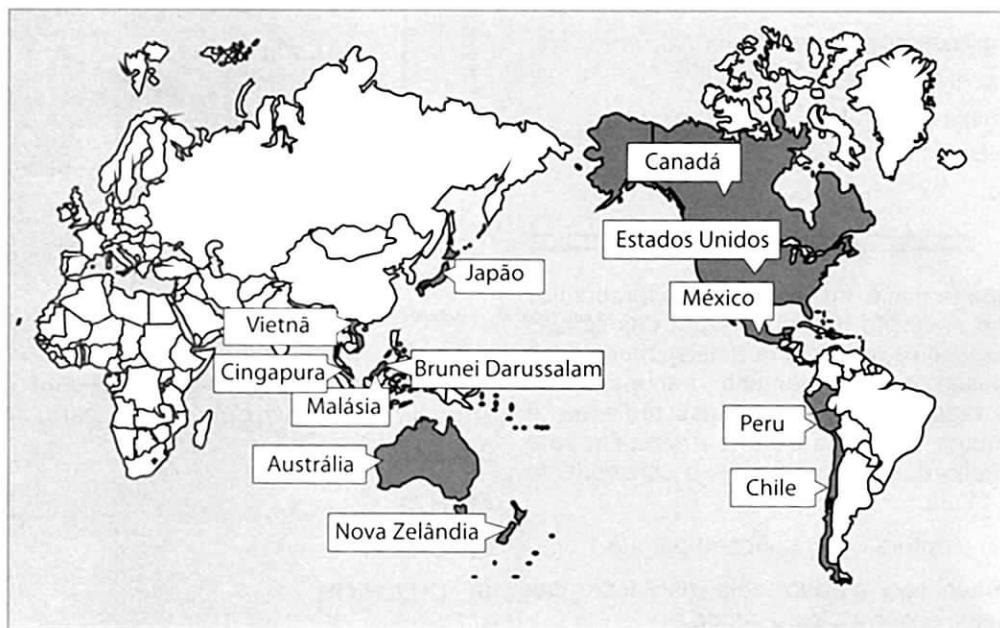 Canadá
Estados Unidos
Japão
México
Vietnã
Cingapura
Brunei Darussalam
Malásia
Peru
Austrália
Chile
Nova Zelândia